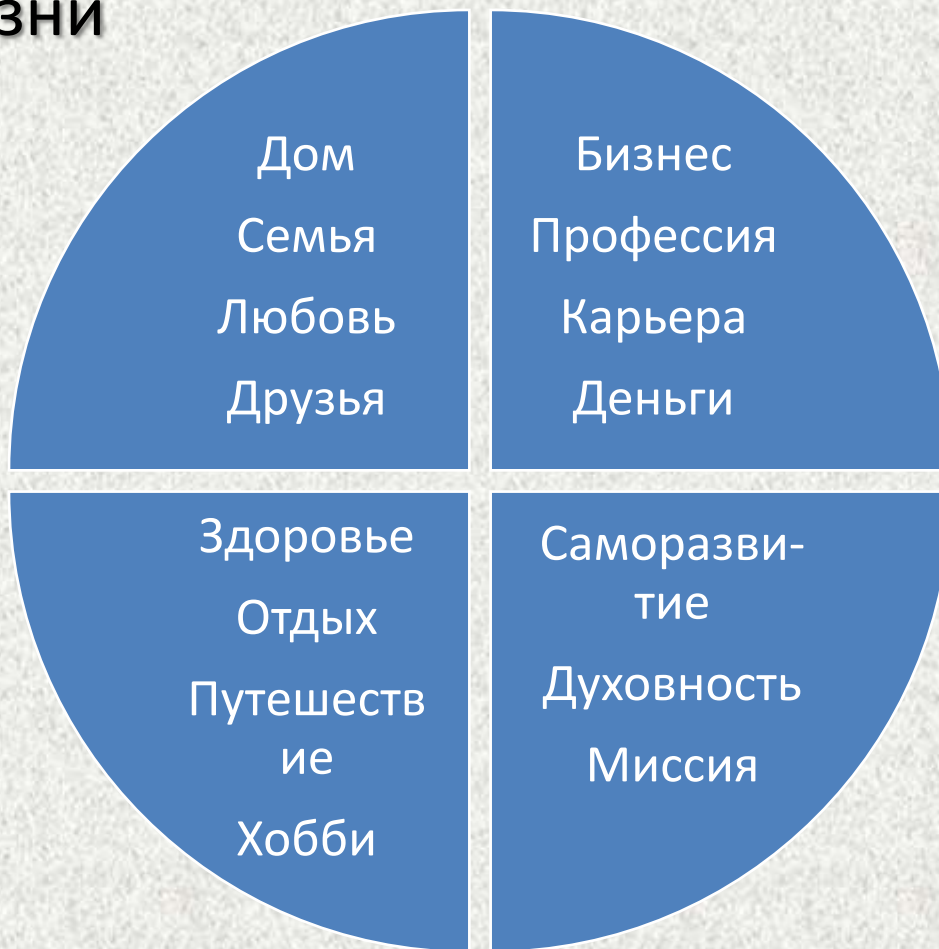 зни
Дом
Семья
Любовь
Друзья
Бизнес
Профессия
Карьера
Деньги
Здоровье
Отдых
Путешеств
ие
Хобби
Саморазви-
тие
Духовность
Миссия